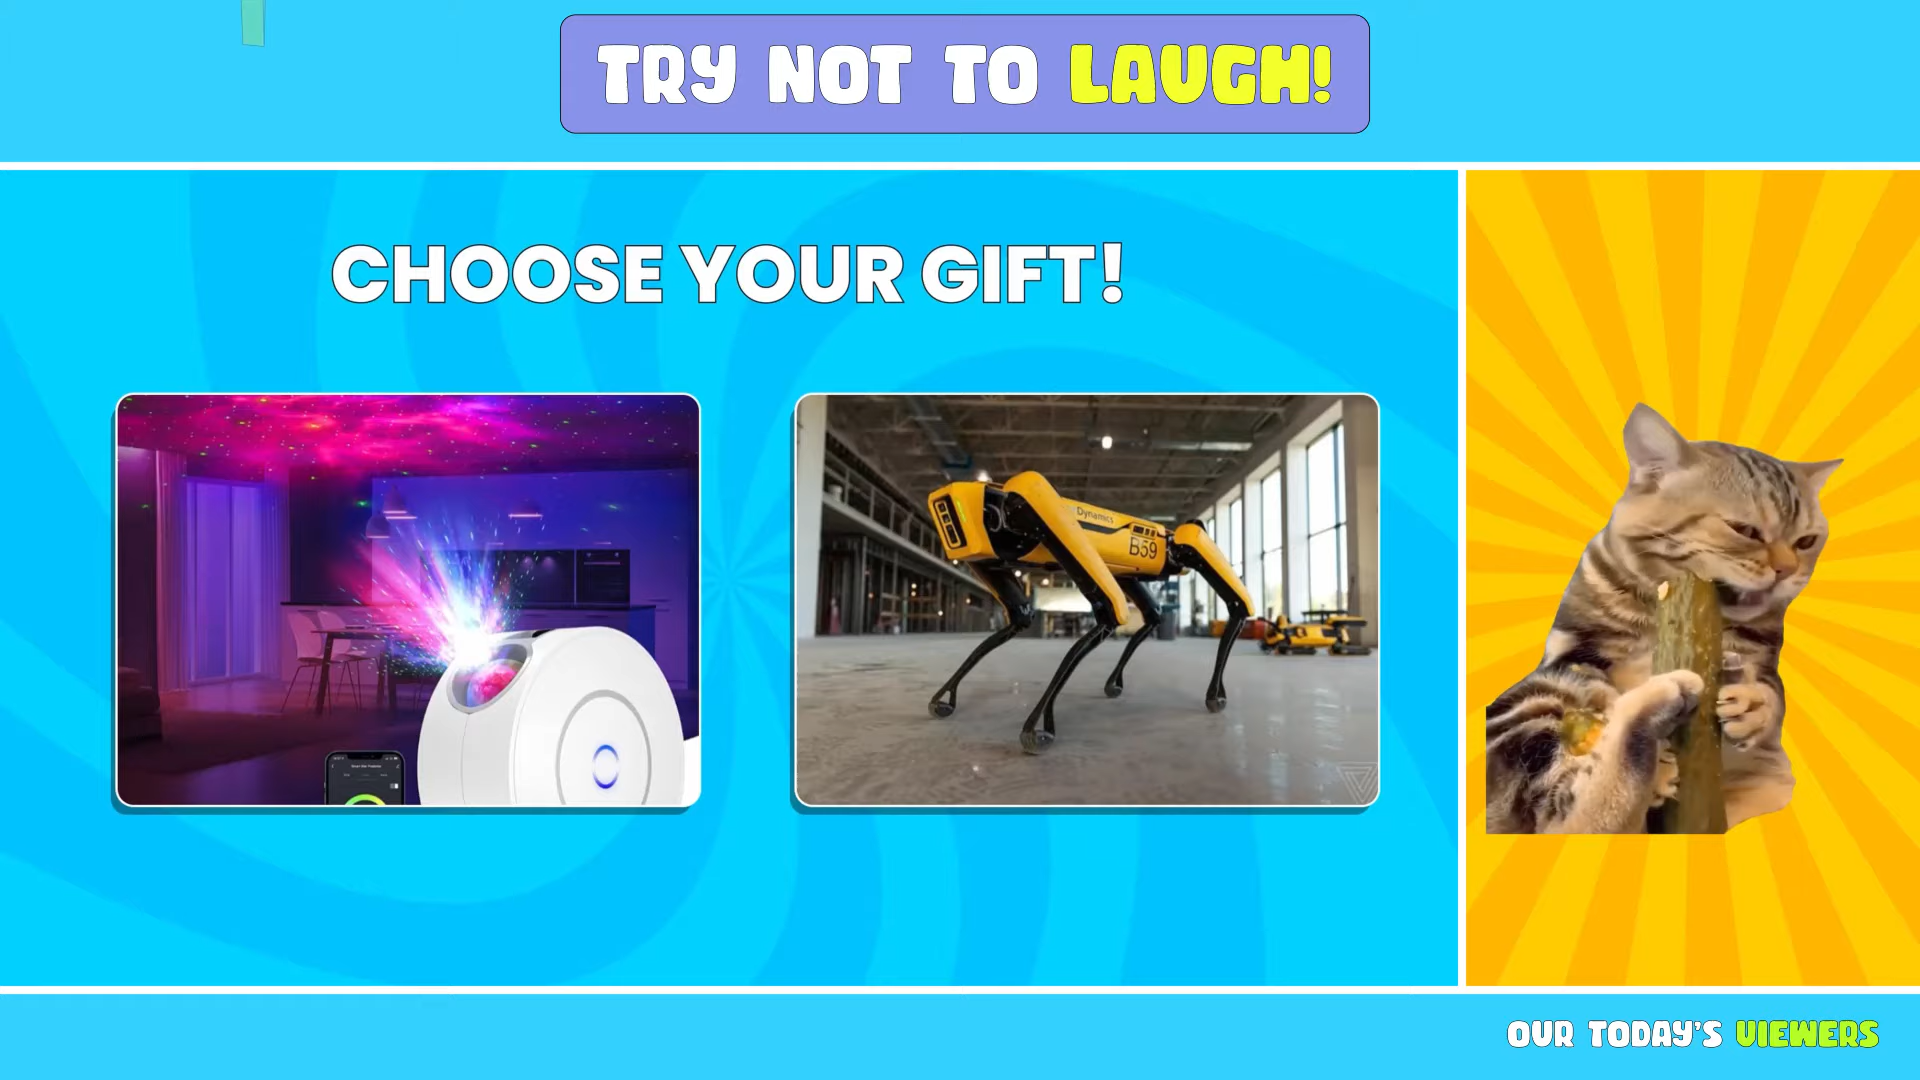 TRY NOT TO LAUGH!
CHOOSE YOUR GIFT!
Dynamics
B59
OUR TODAY'S VIEWERS